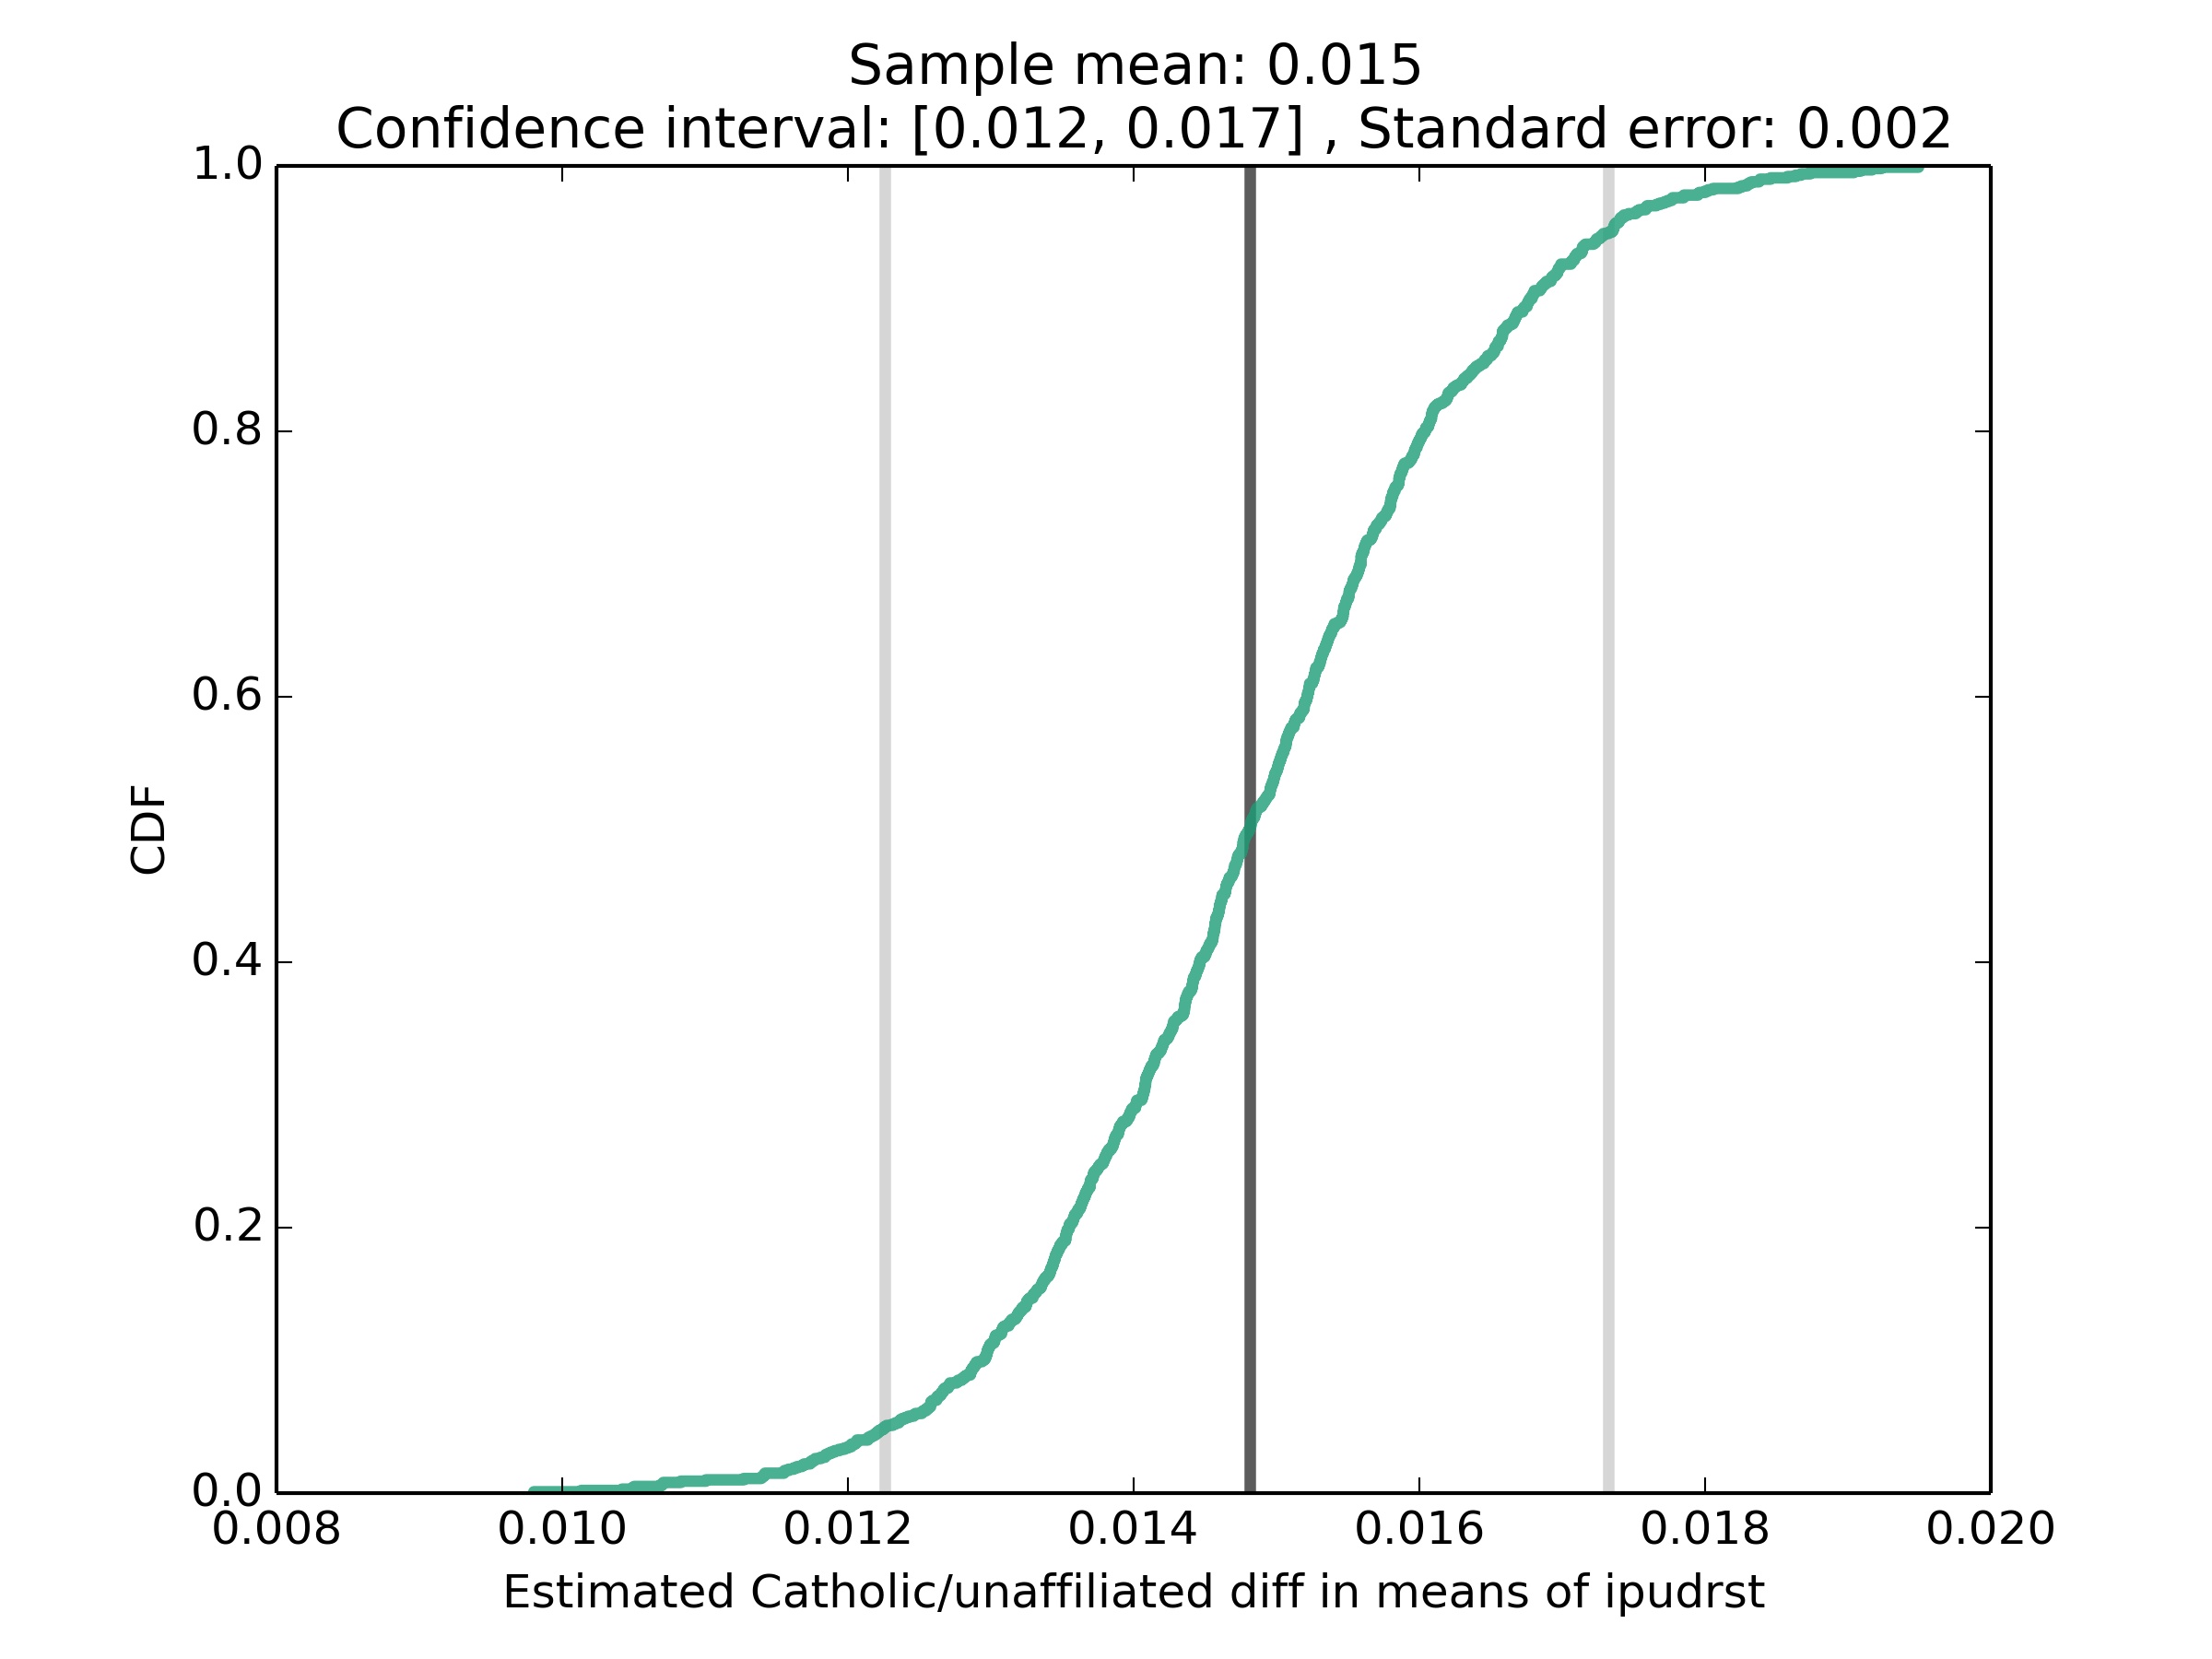 Sample mean: 0.015
Confidence interval: [0.012, 0.017] , Standard error: 0.002
1.0
0.8
0.6
0.4
0.2
0.0
CDF
0.008 0.010 0.012 0.014 0.016 0.018 0.020
Estimated Catholic/unaffiliated diff in means of ipudrst